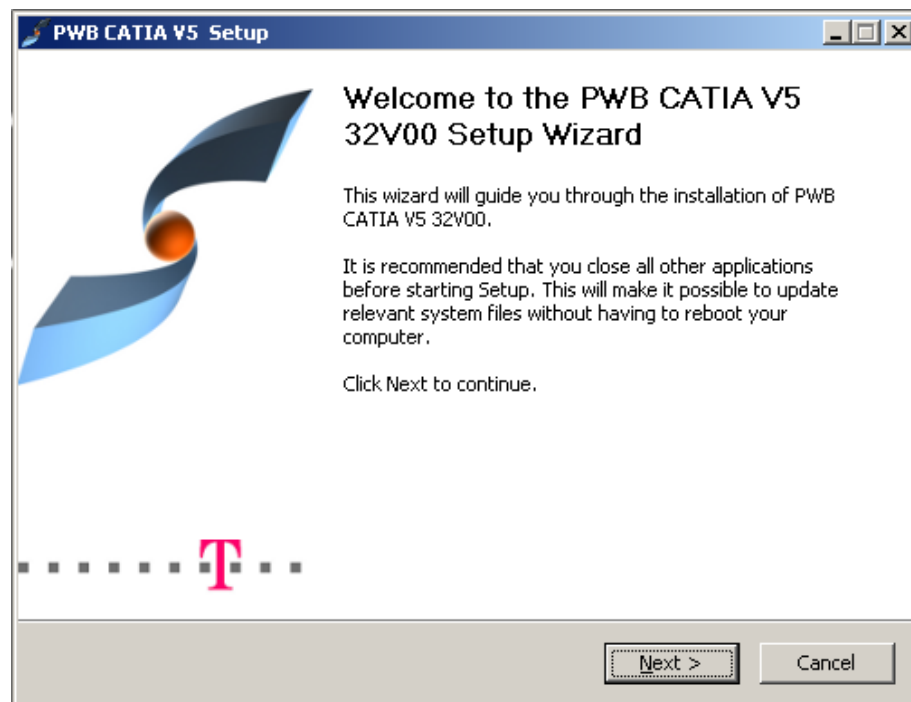 PWB CATIA V5 Setup
Welcome to the PWB CATIA V5
32V00 Setup Wizard
This wizard will guide you through the installation of PWB
CATIA V5 32V00.
It is recommended that you close all other applications
before starting Setup. This will make it possible to update
relevant system files without having to reboot your
computer.
Click Next to continue.
T
Next >
Cancel